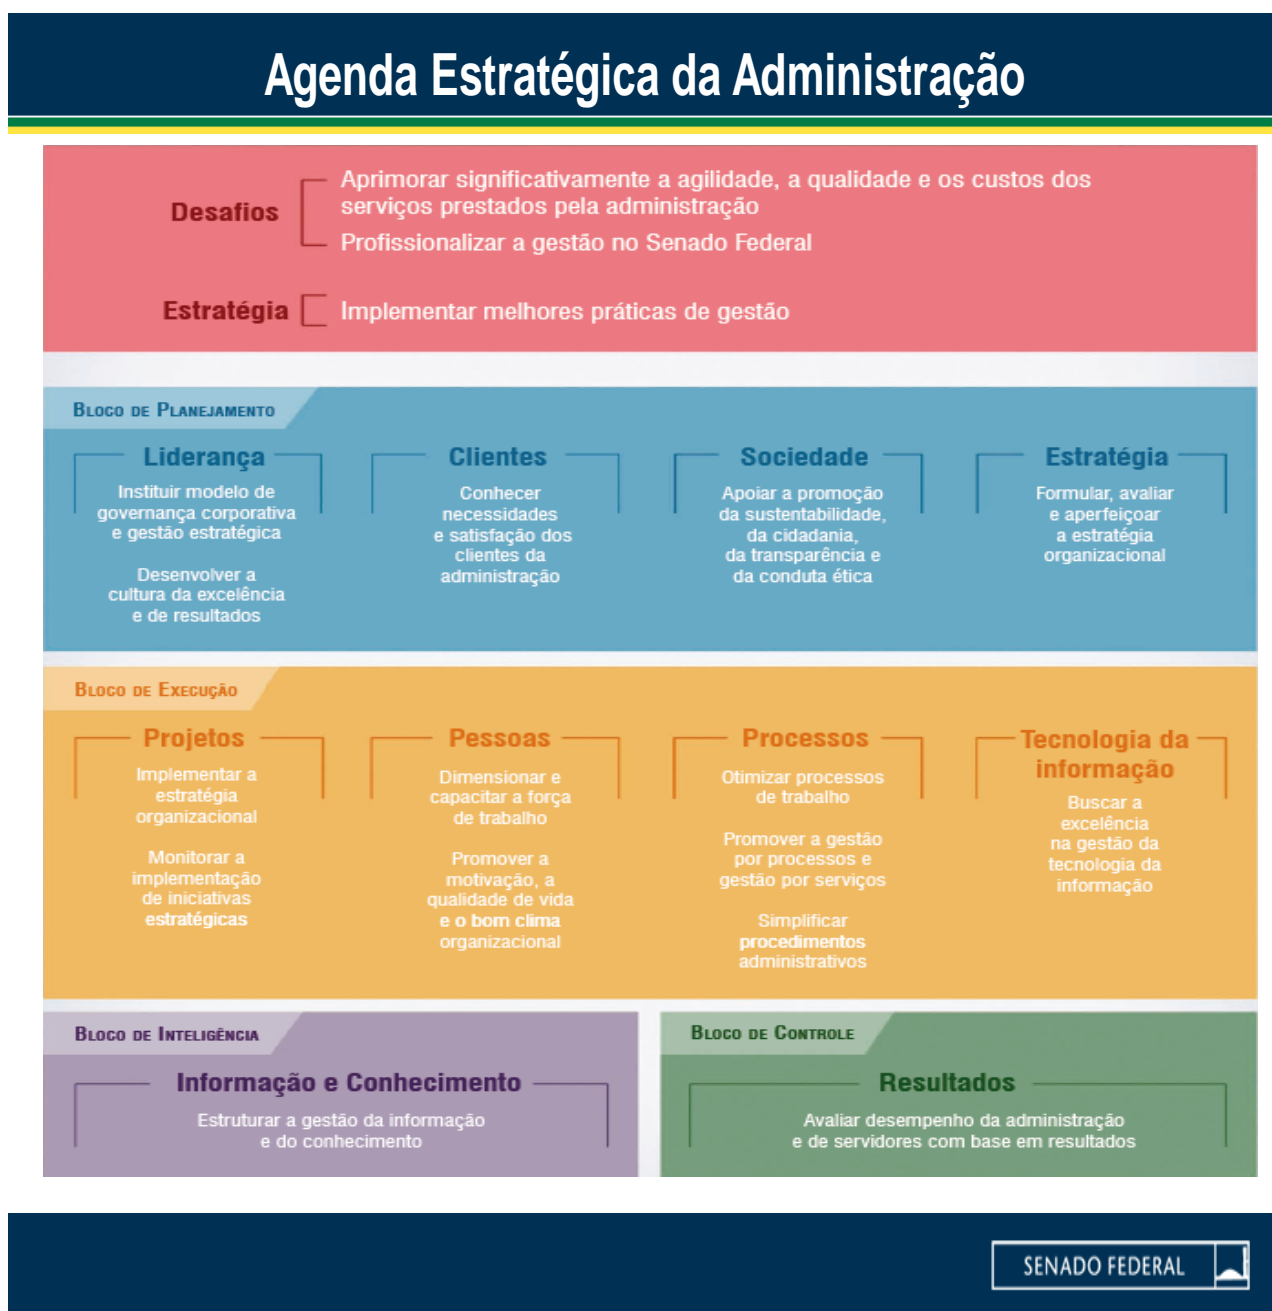 Agenda Estratégica da Administração
Desafios
Aprimorar significativamente a agilidade, a qualidade e os custos dos
serviços prestados pela administração
Profissionalizar a gestão no Senado Federal
Estratégia
Implementar melhores práticas de gestão
Bloco de Planejamento
Liderança
Instituir modelo de
governança corporativa
e gestão estratégica
Desenvolver a
cultura da excelência
e de resultados
Clientes
Conhecer
necessidades
e satisfação dos
clientes da
administração
Sociedade
Apoiar a promoção
da sustentabilidade,
da cidadania,
da transparência e
da conduta ética
Estratégia
Formular, avaliar
e aperfeiçoar
a estratégia
organizacional
Bloco de Execução
Projetos
Implementar a
estratégia
organizacional
Monitorar a
implementação
de iniciativas
estratégicas
Pessoas
Dimensionar e
capacitar a força
de trabalho
Promover a
motivação, a
qualidade de vida
e o bom clima
organizacional
Processos
Otimizar processos
de trabalho
Promover a gestão
por processos e
gestão por serviços
Simplificar
procedimentos
administrativos
Tecnologia da
informação
Buscar a
excelência
na gestão da
tecnologia da
informação
Bloco de Inteligência
Informação e Conhecimento
Estruturar a gestão da informação
e do conhecimento
Bloco de Controle
Resultados
Avaliar desempenho da administração
e de servidores com base em resultados
SENADO FEDERAL